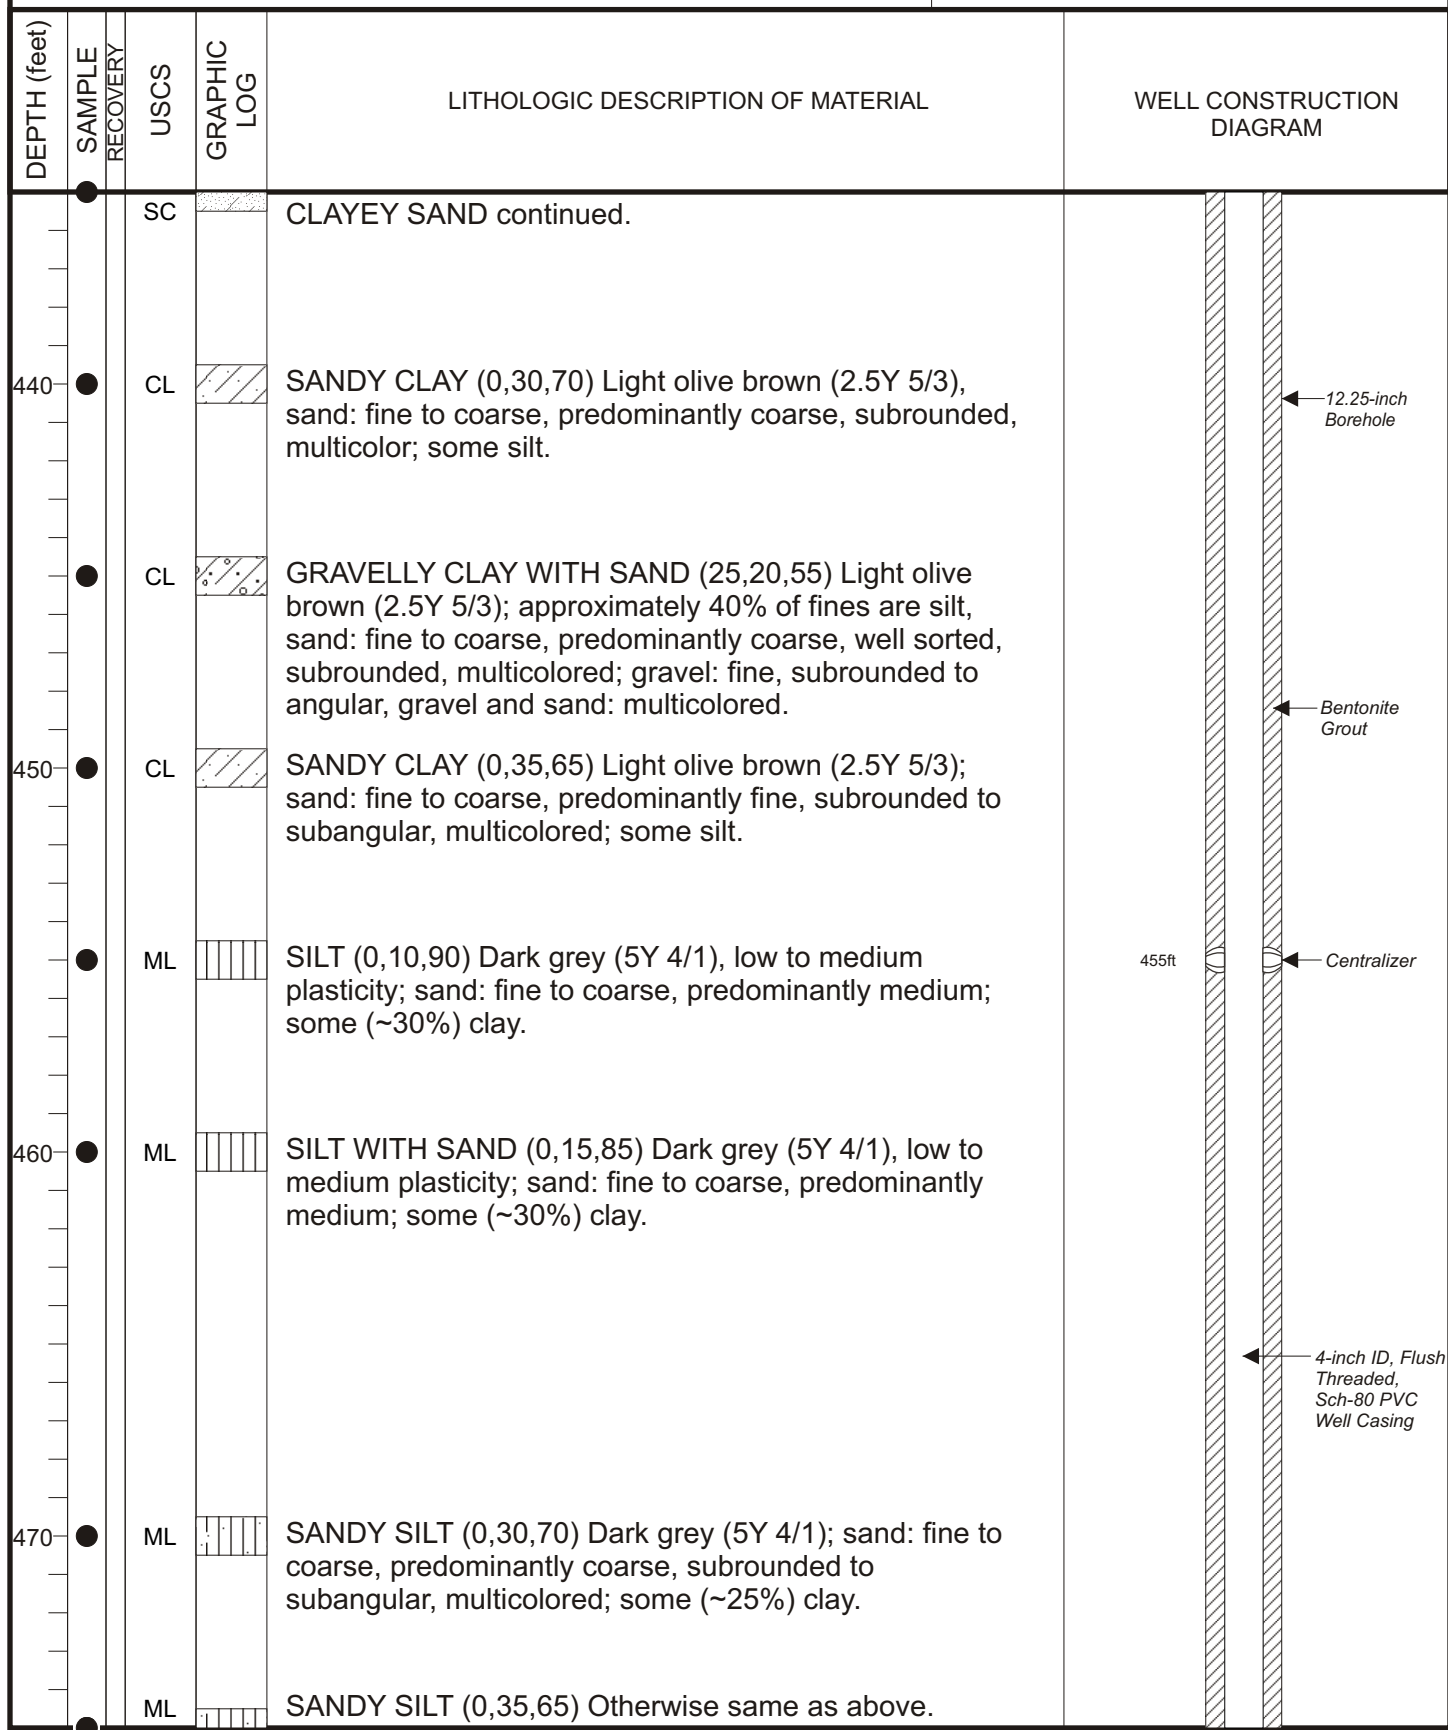 DEPTH (feet)
SAMPLE
RECOVERY
USCS
GRAPHIC
LOG
LITHOLOGIC DESCRIPTION OF MATERIAL
WELL CONSTRUCTION
DIAGRAM
SC
CLAYEY SAND continued.
440
CL
SANDY CLAY (0,30,70) Light olive brown (2.5Y 5/3),
sand: fine to coarse, predominantly coarse, subrounded,
multicolor; some silt.
12.25-inch
Borehole
CL
GRAVELLY CLAY WITH SAND (25,20,55) Light olive
brown (2.5Y 5/3); approximately 40% of fines are silt,
sand: fine to coarse, predominantly coarse, well sorted,
subrounded, multicolored; gravel: fine, subrounded to
angular, gravel and sand: multicolored.
Bentonite
Grout
450
CL
SANDY CLAY (0,35,65) Light olive brown (2.5Y 5/3);
sand: fine to coarse, predominantly fine, subrounded to
subangular, multicolored; some silt.
ML
SILT (0,10,90) Dark grey (5Y 4/1), low to medium
plasticity; sand: fine to coarse, predominantly medium;
some (~30%) clay.
455ft
Centralizer
460
ML
SILT WITH SAND (0,15,85) Dark grey (5Y 4/1), low to
medium plasticity; sand: fine to coarse, predominantly
medium; some (~30%) clay.
4-inch ID, Flush
Threaded,
Sch-80 PVC
Well Casing
470
ML
SANDY SILT (0,30,70) Dark grey (5Y 4/1); sand: fine to
coarse, predominantly coarse, subrounded to
subangular, multicolored; some (~25%) clay.
ML
SANDY SILT (0,35,65) Otherwise same as above.